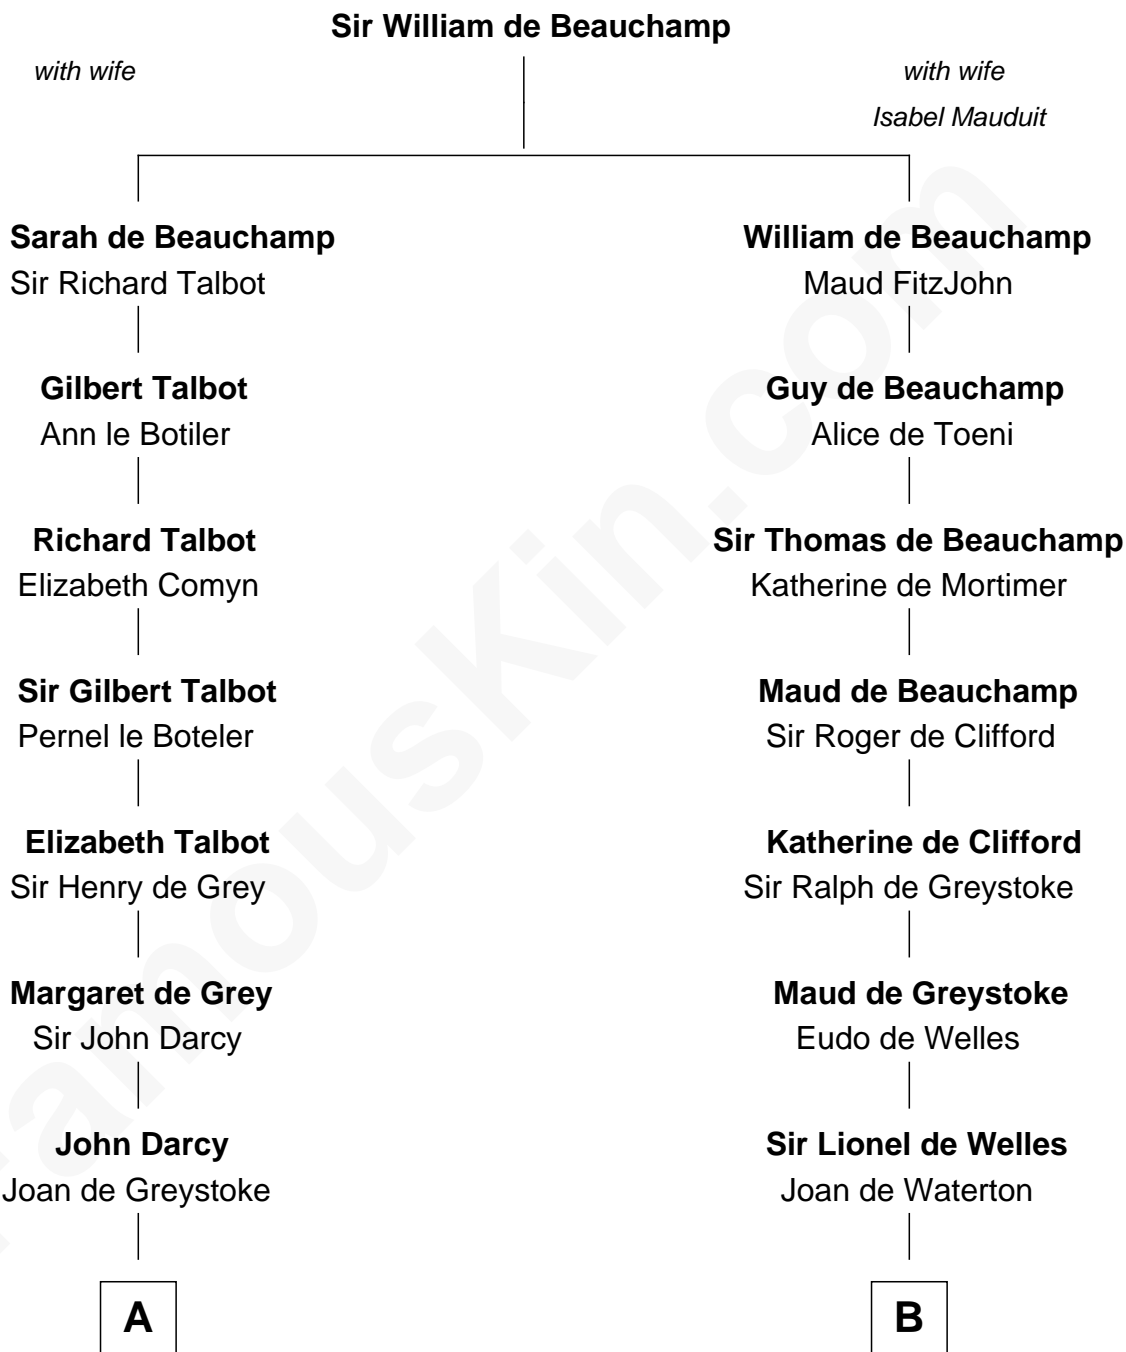 Sir William de Beauchamp
with wife
with wife
Isabel Mauduit
Sarah de Beauchamp
Sir Richard Talbot
William de Beauchamp
Maud FitzJohn
Gilbert Talbot
Ann le Botiler
Guy de Beauchamp
Alice de Toeni
Richard Talbot
Elizabeth Comyn
Sir Thomas de Beauchamp
Katherine de Mortimer
Sir Gilbert Talbot
Pernel le Boteler
Maud de Beauchamp
Sir Roger de Clifford
Elizabeth Talbot
Sir Henry de Grey
Katherine de Clifford
Sir Ralph de Greystoke
Margaret de Grey
Sir John Darcy
Maud de Greystoke
Eudo de Welles
John Darcy
Joan de Greystoke
Sir Lionel de Welles
Joan de Waterton
A
B
FamousKin.com